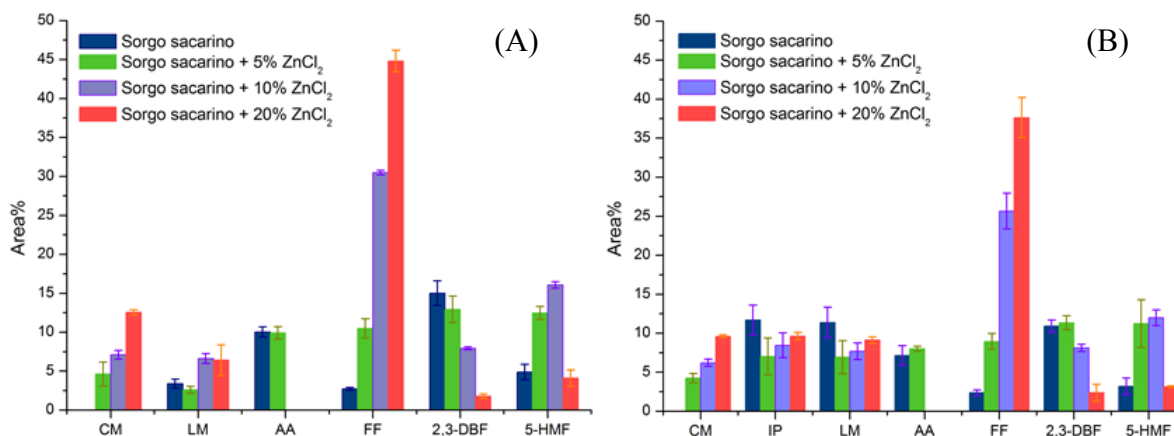 (A)
Sorgo sacarino
Sorgo sacarino + 5% ZnCl₂
Sorgo sacarino + 10% ZnCl₂
Sorgo sacarino + 20% ZnCl₂
Area%
50
45
40
35
30
25
20
15
10
5
0
CM LM AA FF 2,3-DBF 5-HMF
(B)
Sorgo sacarino
Sorgo sacarino + 5% ZnCl₂
Sorgo sacarino + 10% ZnCl₂
Sorgo sacarino + 20% ZnCl₂
Area%
50
45
40
35
30
25
20
15
10
5
0
CM IP LM AA FF 2,3-DBF 5-HMF